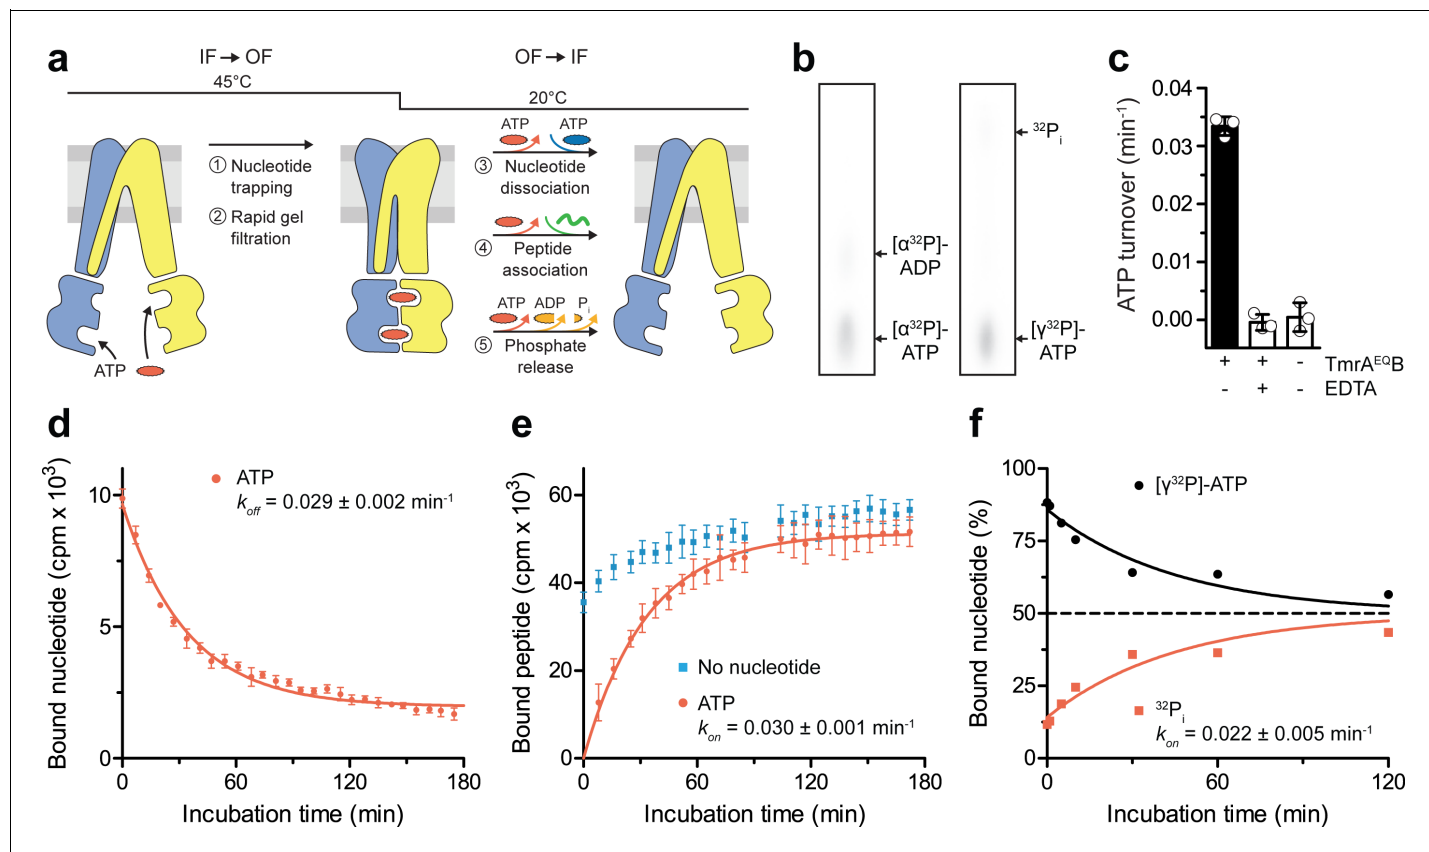 a
IF → OF
OF → IF
45°C
20°C
① Nucleotide
trapping
② Rapid gel
filtration
ATP
ATP ATP
③ Nucleotide
dissociation
④ Peptide
association
ATP ADP Pi
⑤ Phosphate
release
b
³²Pi
[α³²P]-
ADP
[α³²P]-
ATP
[γ³²P]-
ATP
c
ATP turnover (min⁻¹)
0.04
0.03
0.02
0.01
0.00
+ + - TmrAᴱQB
- + - EDTA
d
Bound nucleotide (cpm x 10³)
10
5
0
ATP
koff = 0.029 ± 0.002 min⁻¹
0 60 120 180
Incubation time (min)
e
Bound peptide (cpm x 10³)
60
40
20
0
No nucleotide
ATP
kon = 0.030 ± 0.001 min⁻¹
0 60 120 180
Incubation time (min)
f
Bound nucleotide (%)
100
75
50
25
0
[γ³²P]-ATP
³²Pi
kon = 0.022 ± 0.005 min⁻¹
0 60 120
Incubation time (min)